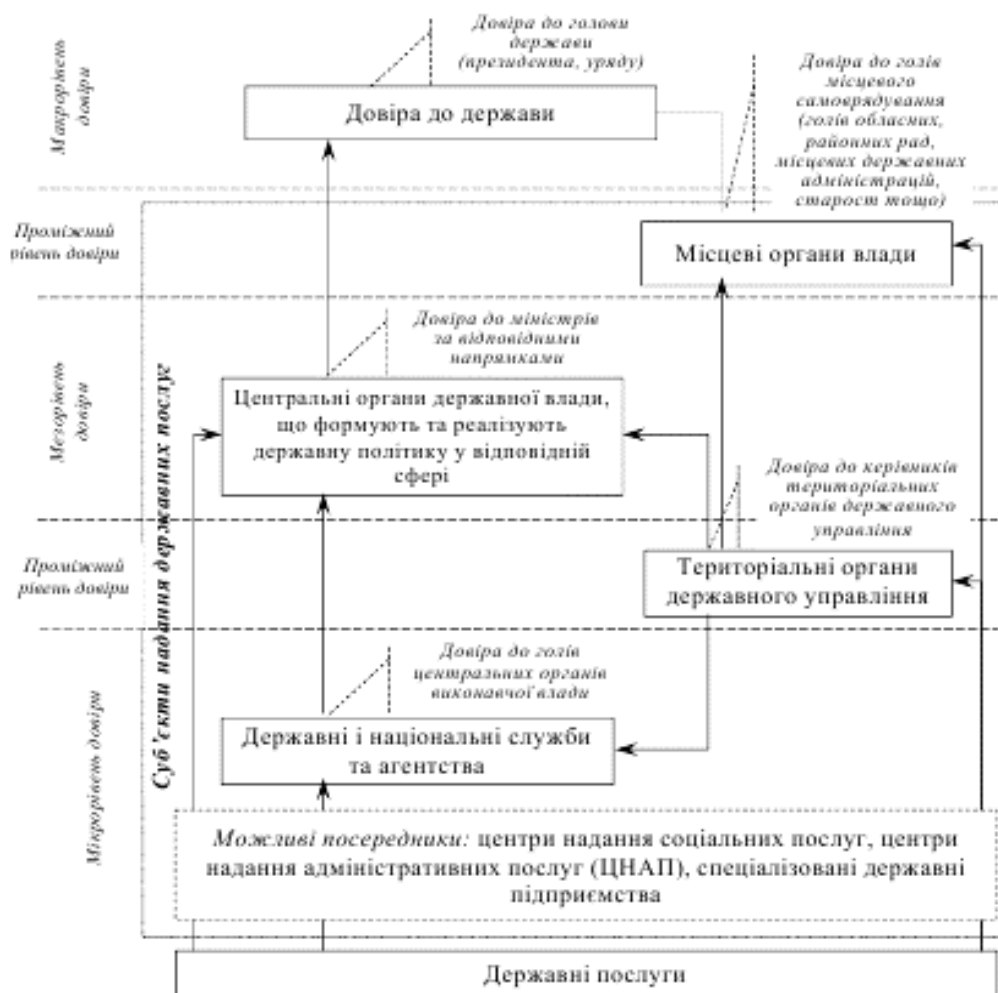 Довіра до голови
держави
(президента, уряду)
Макрорівень
довіри
Довіра до держави
Довіра до голів
місцевого
самоврядування
(голів обласних,
районних рад,
місцевих державних
адміністрацій,
старост тощо)
Проміжний
рівень довіри
Місцеві органи влади
Довіра до міністрів
за відповідними
напрямками
Мезорівень
довіри
Суб'єкти надання державних послуг
Центральні органи державної влади,
що формують та реалізують
державну політику у відповідній
сфері
Довіра до керівників
територіальних
органів державного
управління
Проміжний
рівень довіри
Територіальні органи
державного управління
Довіра до голів
центральних органів
виконавчої влади
Мікрорівень довіри
Державні і національні служби
та агентства
Можливі посередники: центри надання соціальних послуг, центри
надання адміністративних послуг (ЦНАП), спеціалізовані державні
підприємства
Державні послуги